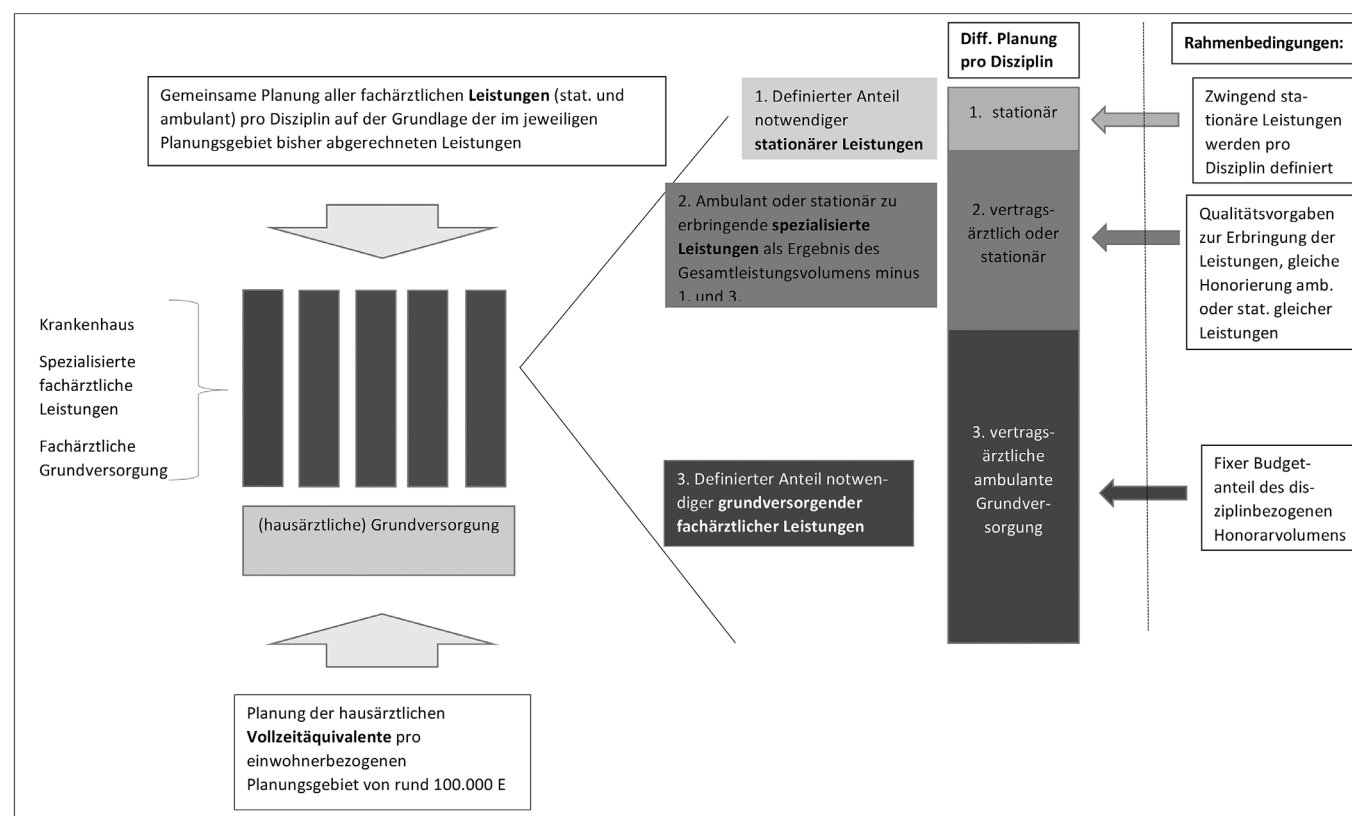 Gemeinsame Planung aller fachärztlichen Leistungen (stat. und
ambulant) pro Disziplin auf der Grundlage der im jeweiligen
Planungsgebiet bisher abgerechneten Leistungen
Krankenhaus
Spezialisierte
fachärztliche
Leistungen
Fachärztliche
Grundversorgung
(hausärztliche) Grundversorgung
Planung der hausärztlichen
Vollzeitäquivalente pro
einwohnerbezogenen
Planungsgebiet von rund 100.000 E
1. Definierter Anteil
notwendiger
stationärer Leistungen
2. Ambulant oder stationär zu
erbringende spezialisierte
Leistungen als Ergebnis des
Gesamtleistungsvolumens minus
1. und 3.
3. Definierter Anteil notwen-
diger grundversorgender
fachärztlicher Leistungen
Diff. Planung
pro Disziplin
1. stationär
2. vertrags-
ärztlich oder
stationär
3. vertrags-
ärztliche
ambulante
Grundver-
sorgung
Rahmenbedingungen:
Zwingend sta-
tionäre Leistungen
werden pro
Disziplin definiert
Qualitätsvorgaben
zur Erbringung der
Leistungen, gleiche
Honorierung amb.
oder stat. gleicher
Leistungen
Fixer Budget-
anteil des dis-
ziplinbezogenen
Honorarvolumens